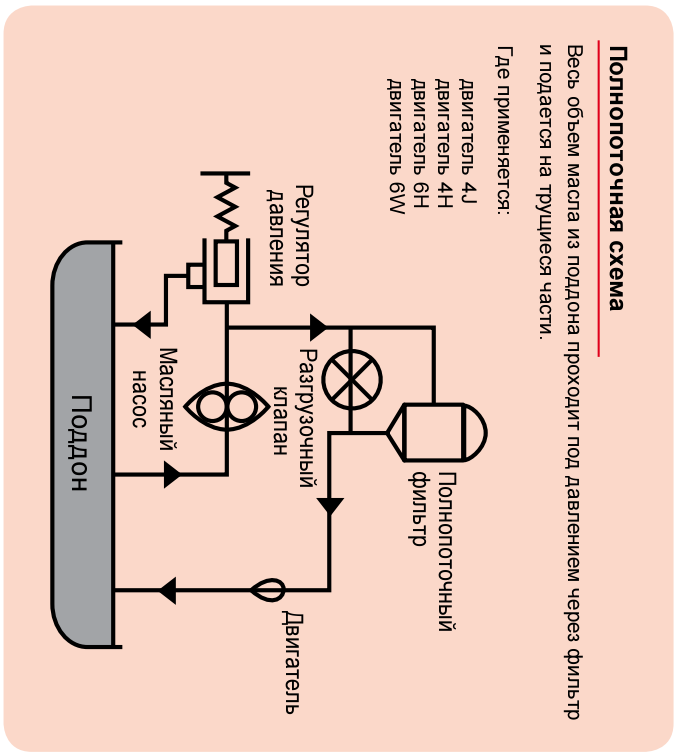 Полнопоточная схема
Весь объем масла из поддона проходит под давлением через фильтр
и подается на трущиеся части.
Где применяется:
двигатель 4J
двигатель 4H
двигатель 6H
двигатель 6W
Полнопоточный
фильтр
Регулятор
давления
Разгрузочный
клапан
Двигатель
Масляный
насос
Поддон